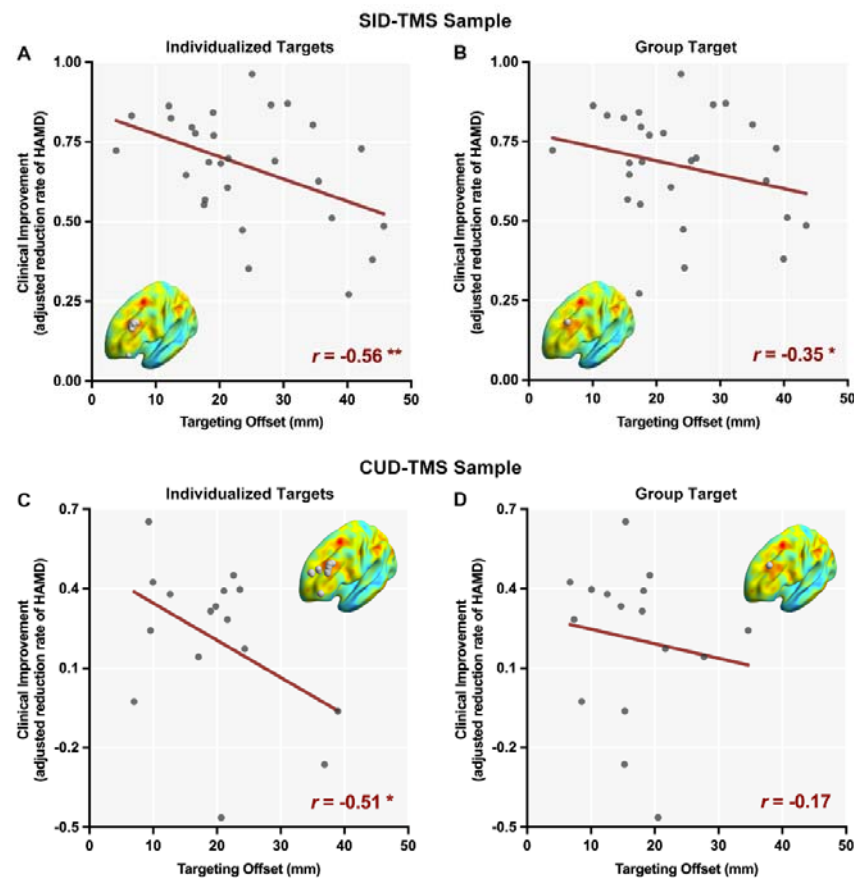 SID-TMS Sample
A
Individualized Targets
Clinical Improvement
(adjusted reduction rate of HAMD)
1.00
0.75
0.50
0.25
0.00
r = -0.56 **
0 10 20 30 40 50
Targeting Offset (mm)
B
Group Target
Clinical Improvement
(adjusted reduction rate of HAMD)
1.00
0.75
0.50
0.25
0.00
r = -0.35 *
0 10 20 30 40 50
Targeting Offset (mm)
CUD-TMS Sample
C
Individualized Targets
Clinical Improvement
(adjusted reduction rate of HAMD)
0.7
0.4
0.1
-0.2
-0.5
r = -0.51 *
0 10 20 30 40 50
Targeting Offset (mm)
D
Group Target
Clinical Improvement
(adjusted reduction rate of HAMD)
0.7
0.4
0.1
-0.2
-0.5
r = -0.17
0 10 20 30 40 50
Targeting Offset (mm)